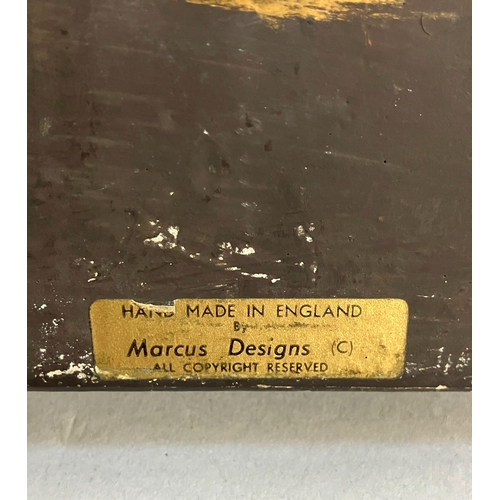 HAND MADE IN ENGLAND
BY
Marcus Designs (C)
ALL COPYRIGHT RESERVED